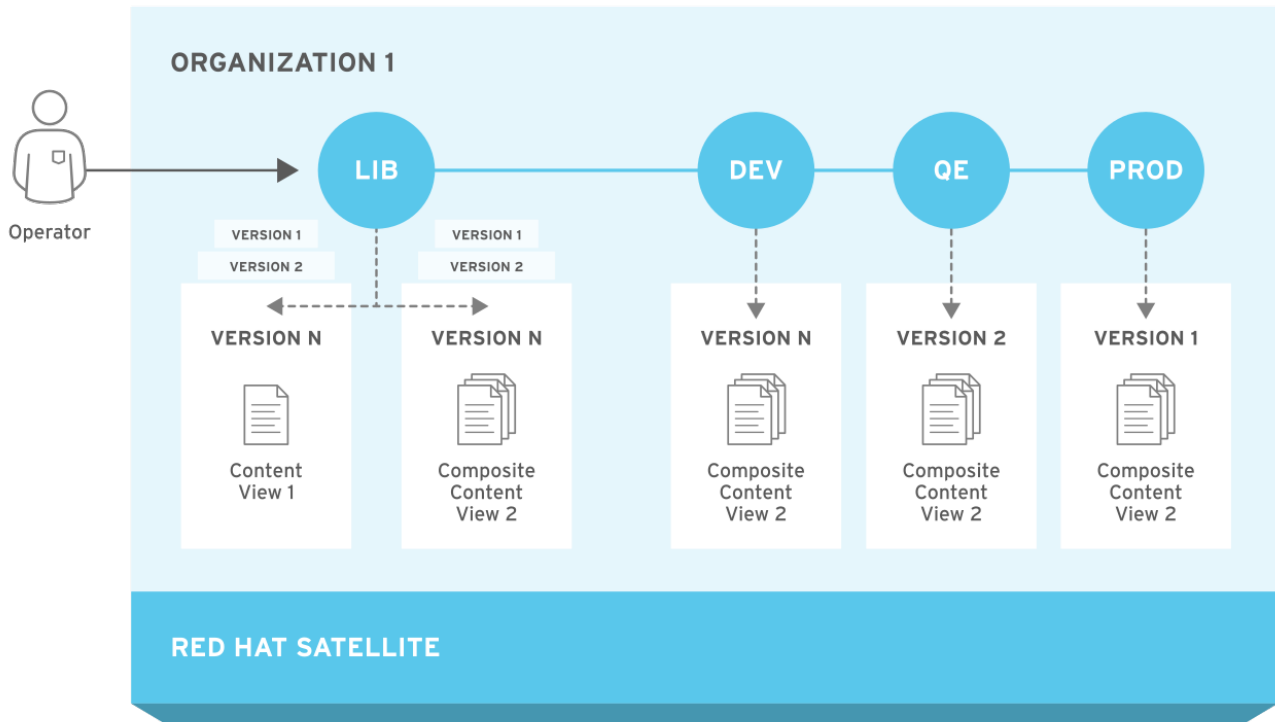 ORGANIZATION 1
LIB
DEV
QE
PROD
Operator
VERSION 1
VERSION 2
VERSION 1
VERSION 2
VERSION N
Content
View 1
VERSION N
Composite
Content
View 2
VERSION N
Composite
Content
View 2
VERSION 2
Composite
Content
View 2
VERSION 1
Composite
Content
View 2
RED HAT SATELLITE